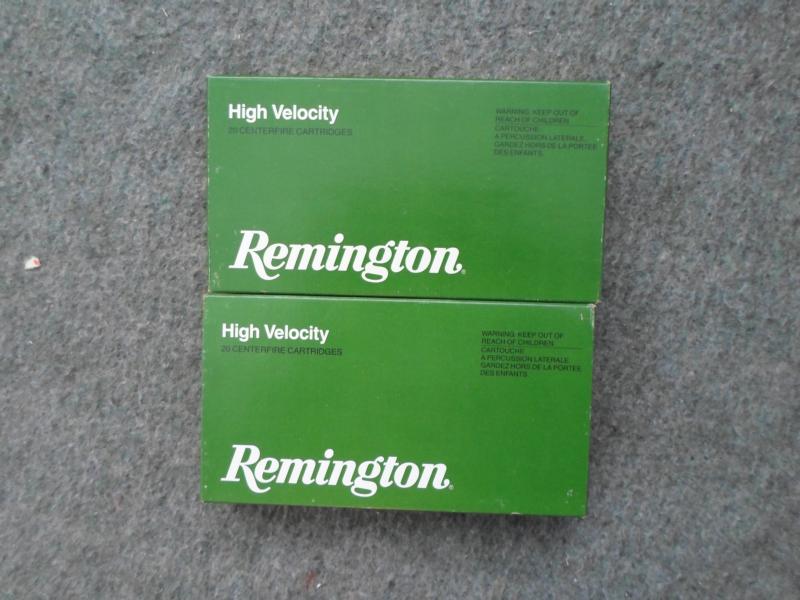 High Velocity
20 CENTERFIRE CARTRIDGES
WARNING: KEEP OUT OF
REACH OF CHILDREN
CARTOUCHE
A PERCUSSION LATERALE.
GARDEZ HORS DE LA PORTEE
DES ENFANTS.
Remington®
High Velocity
20 CENTERFIRE CARTRIDGES
WARNING: KEEP OUT OF
REACH OF CHILDREN
CARTOUCHE
A PERCUSSION LATERALE.
GARDEZ HORS DE LA PORTEE
DES ENFANTS.
Remington®